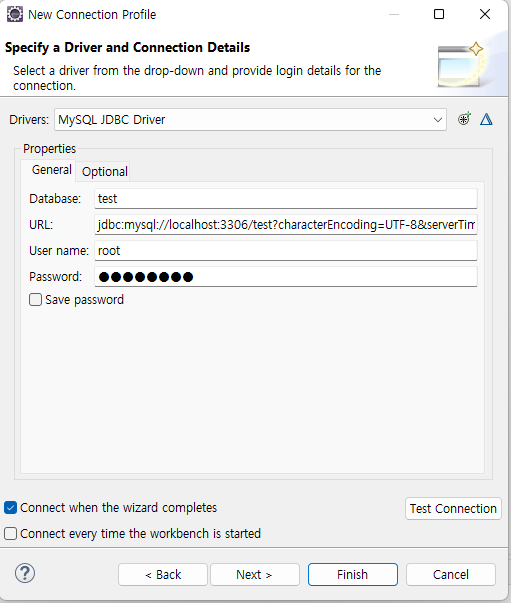 New Connection Profile
Specify a Driver and Connection Details
Select a driver from the drop-down and provide login details for the
connection.
Drivers: MySQL JDBC Driver
Properties
General Optional
Database: test
URL: jdbc:mysql://localhost:3306/test?characterEncoding=UTF-8&serverTim
User name: root
Password: ●●●●●●●●
Save password
Connect when the wizard completes
Test Connection
Connect every time the workbench is started
? < Back Next > Finish Cancel